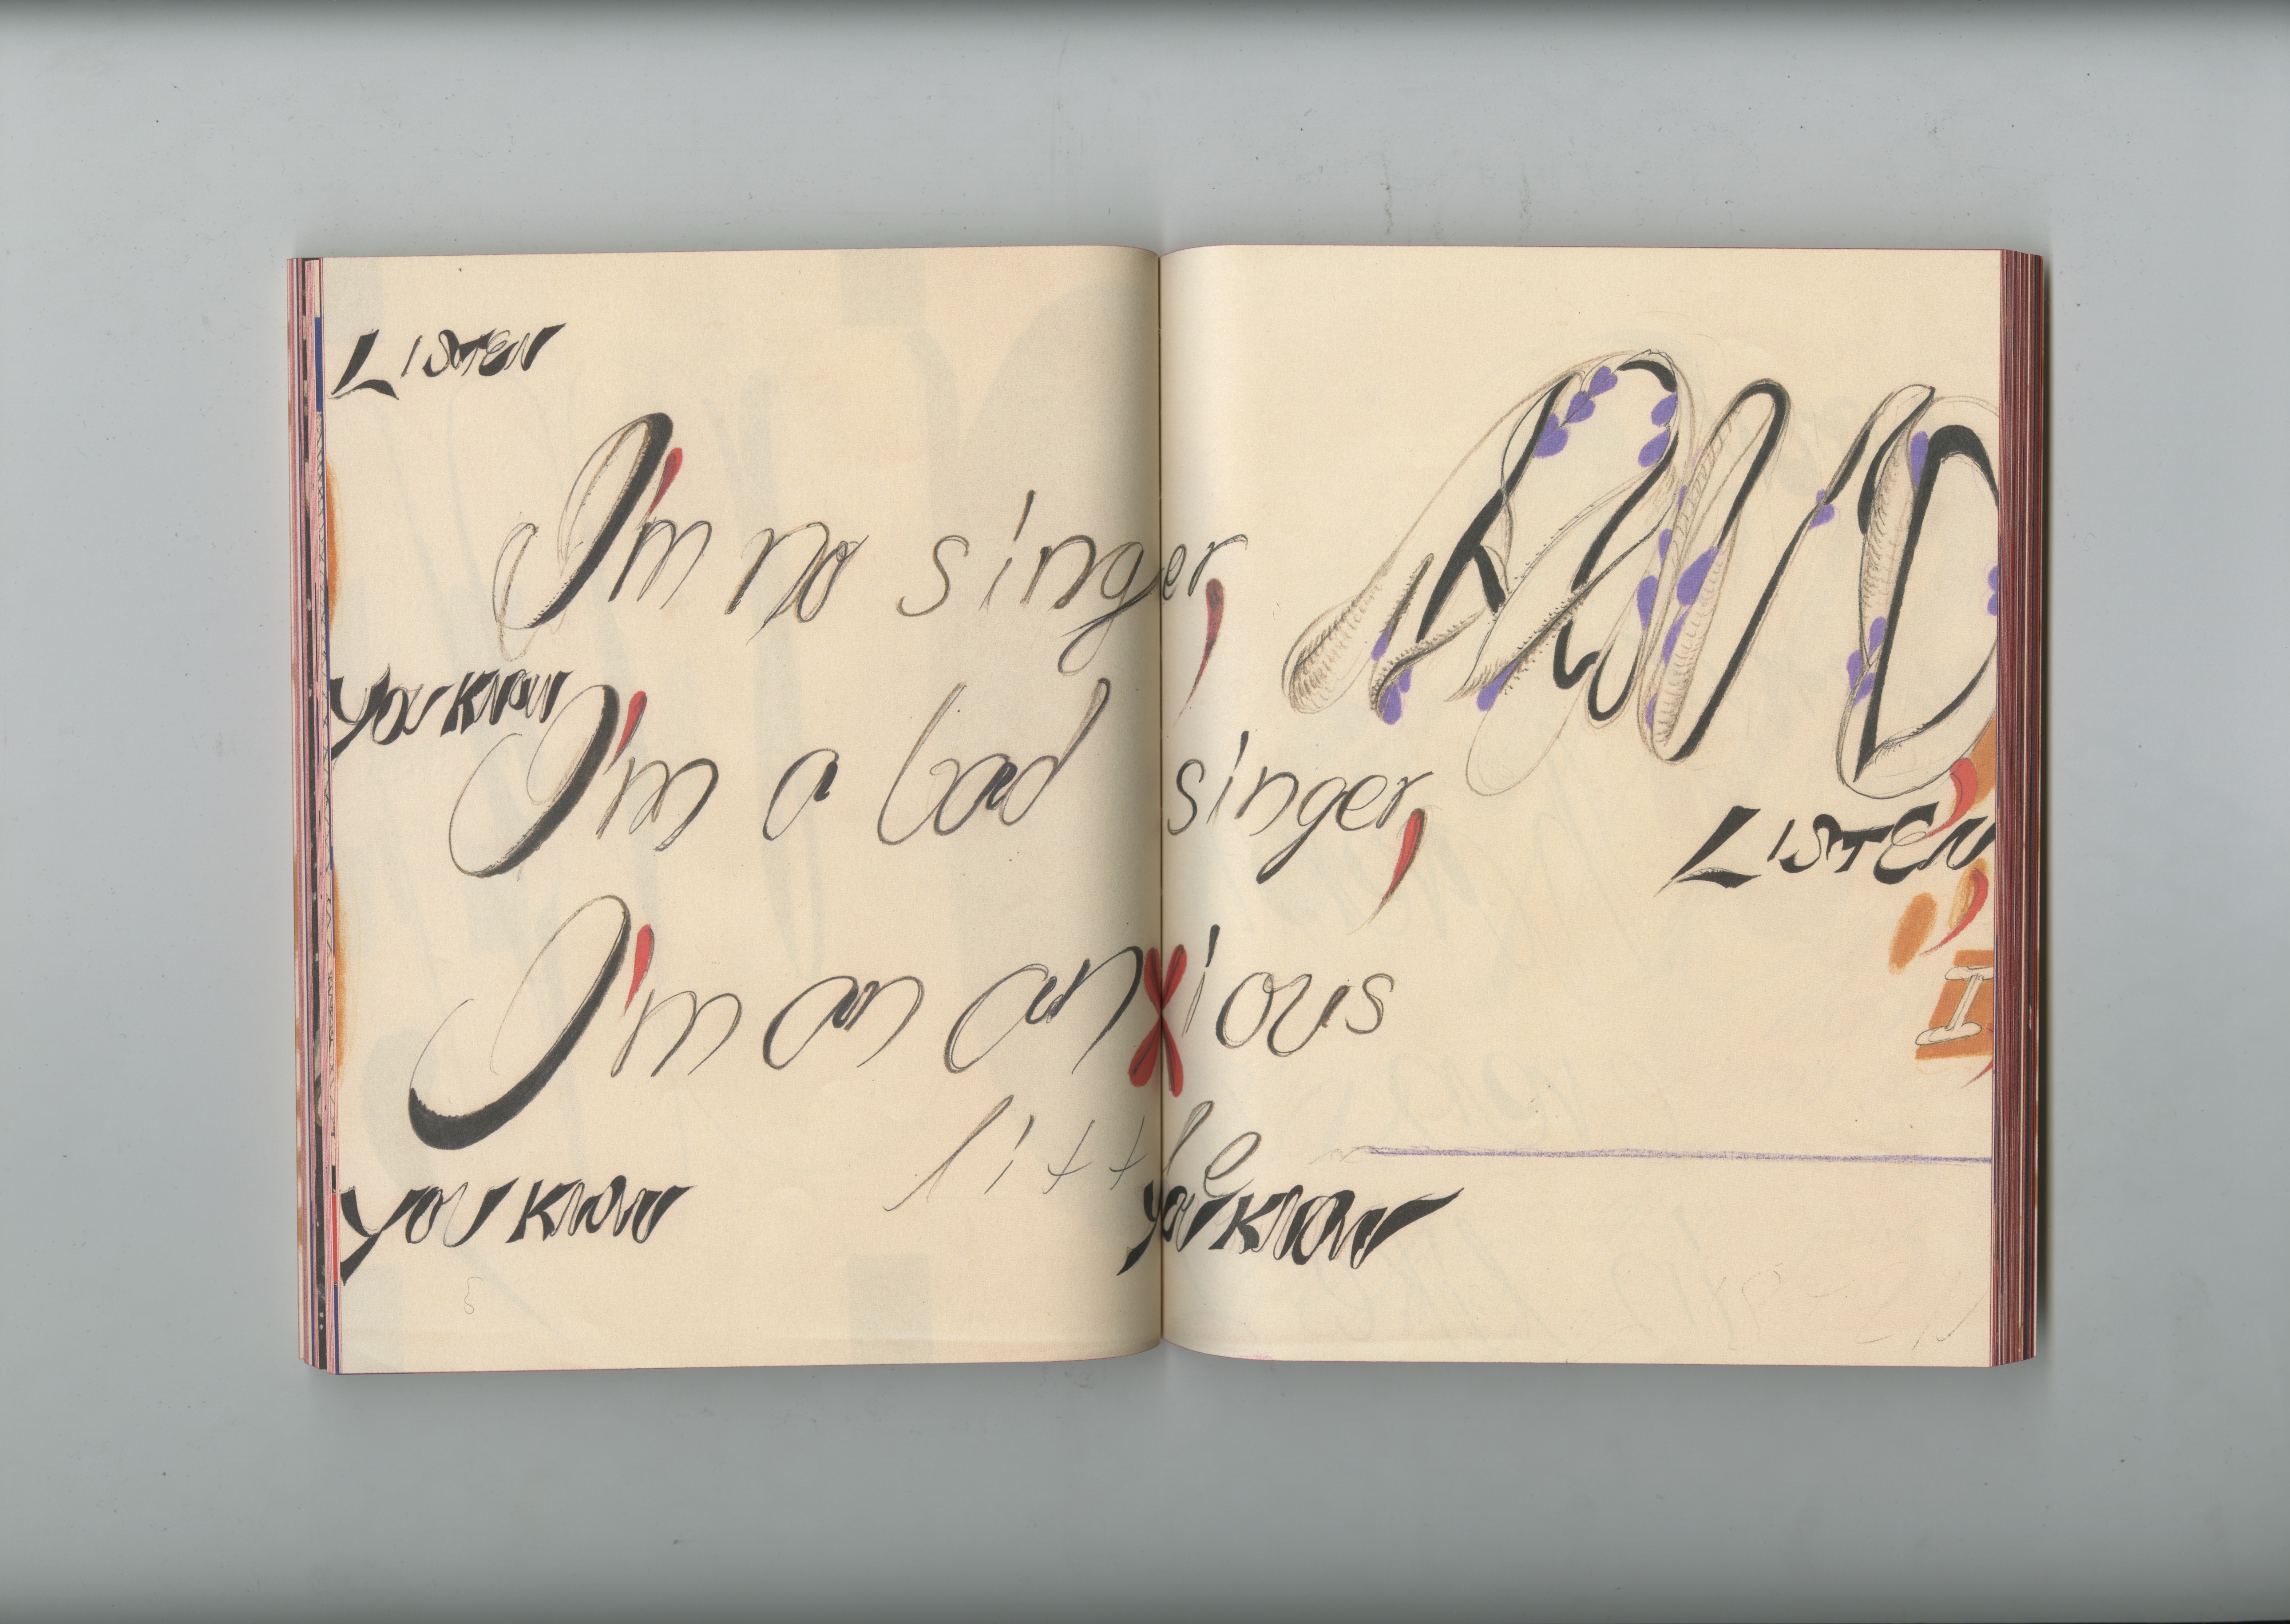 LISTEN
I'm no singer,
AND
YOU KNOW
I'm a bad singer,
LISTEN
I'm an anxious
I
little
YOU KNOW
YOU KNOW